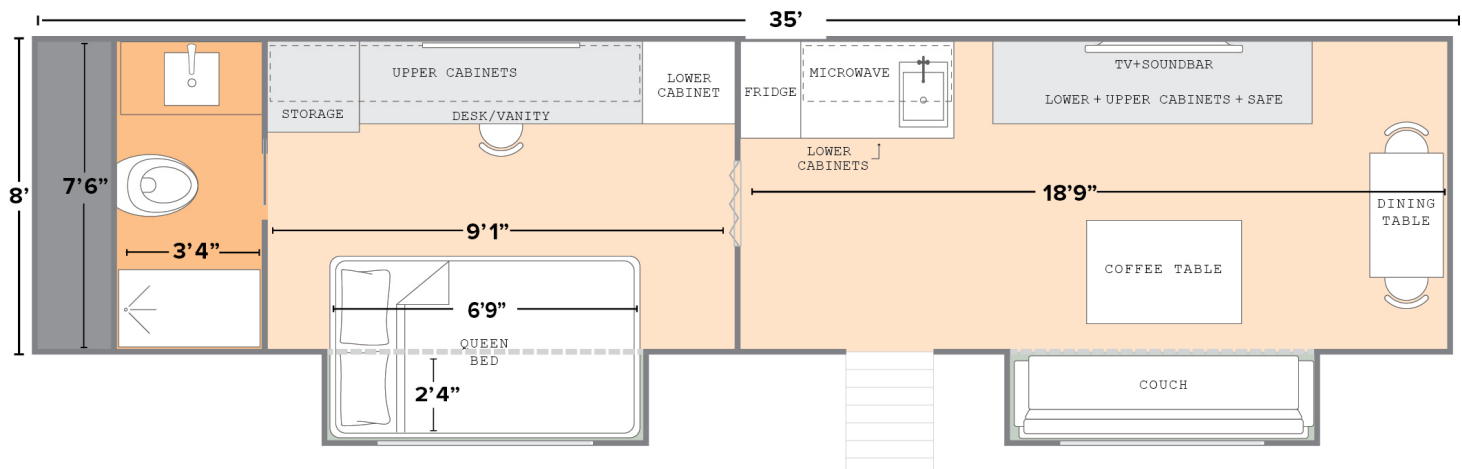 35’
8’
7’6”
3’4”
UPPER CABINETS
STORAGE
DESK/VANITY
LOWER
CABINET
9’1”
6’9”
QUEEN
BED
2’4”
FRIDGE
MICROWAVE
LOWER
CABINETS
TV+SOUNDBAR
LOWER + UPPER CABINETS + SAFE
18’9”
DINING
TABLE
COFFEE TABLE
COUCH